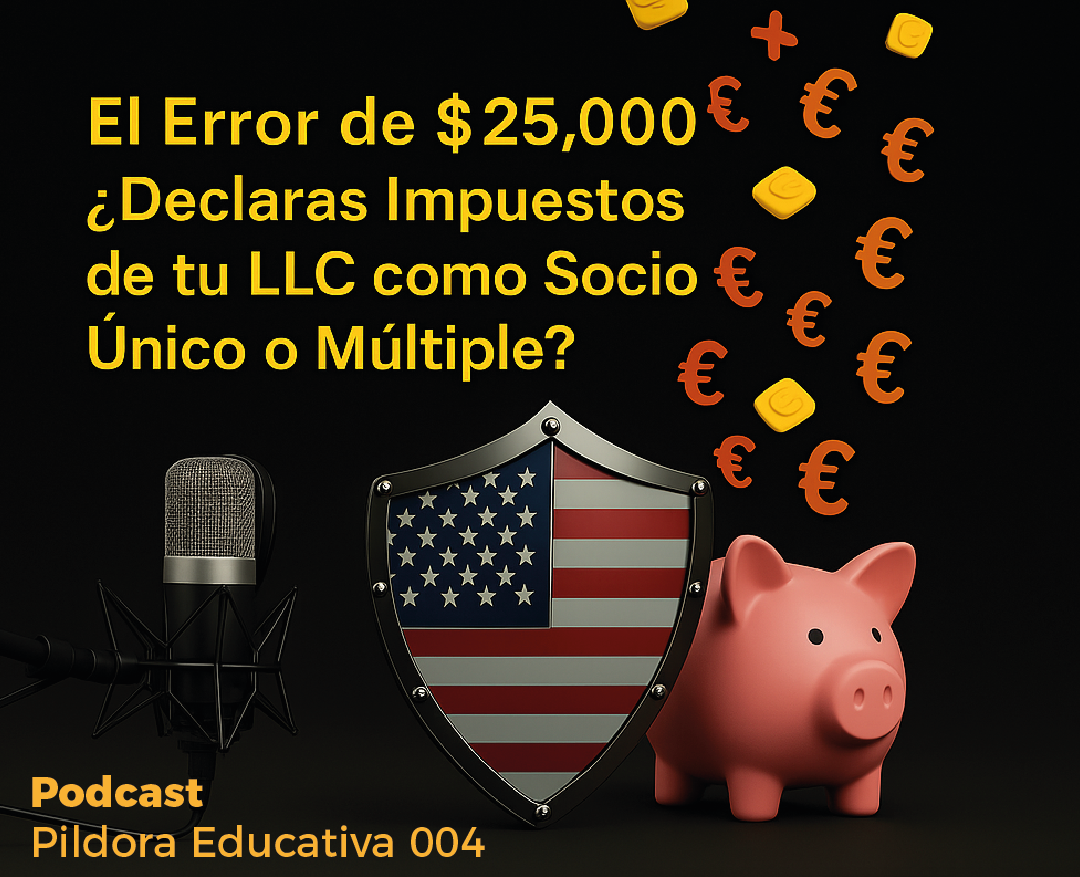 El Error de $25,000
¿Declaras Impuestos
de tu LLC como Socio
Único o Múltiple?
Podcast
Pildora Educativa 004